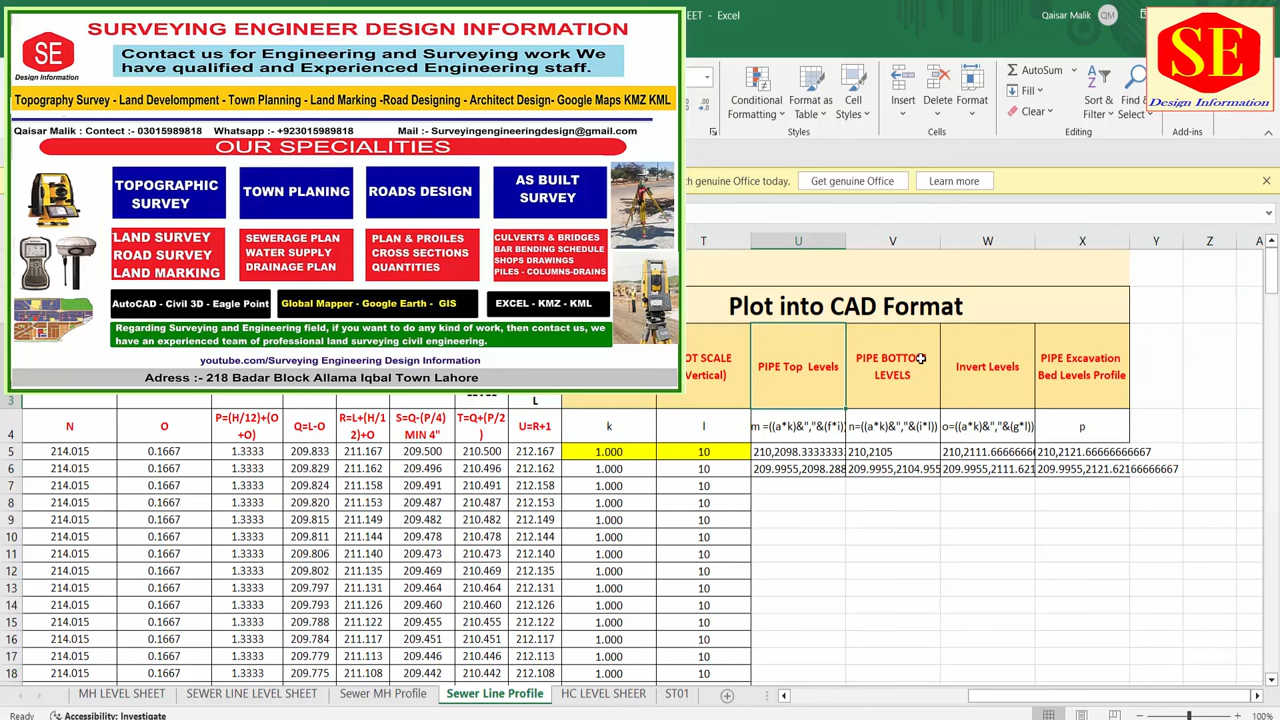 SHEET - Excel
Qaisar Malik QM
SURVEYING ENGINEER DESIGN INFORMATION
SE
Design Information
Contact us for Engineering and Surveying work We
have qualified and Experienced Engineering staff.
Topography Survey - Land Develompment - Town Planning - Land Marking -Road Designing - Architect Design- Google Maps KMZ KML
Qaisar Malik : Contect :- 03015989818 Whatsapp :- +923015989818 Mail :- Surveyingengineeringdesign@gmail.com
OUR SPECIALITIES
TOPOGRAPHIC
SURVEY
TOWN PLANING
ROADS DESIGN
AS BUILT
SURVEY
LAND SURVEY
ROAD SURVEY
LAND MARKING
SEWERAGE PLAN
WATER SUPPLY
DRAINAGE PLAN
PLAN & PROILES
CROSS SECTIONS
QUANTITIES
CULVERTS & BRIDGES
BAR BENDING SCHEDULE
SHOPS DRAWINGS
PILES - COLUMNS-DRAINS
AutoCAD - Civil 3D - Eagle Point
Global Mapper - Google Earth - GIS
EXCEL - KMZ - KML
Regarding Surveying and Engineering field, if you want to do any kind of work, then contact us, we
have an experienced team of professional land surveying civil engineering.
youtube.com/Surveying Engineering Design Information
Adress :- 218 Badar Block Allama Iqbal Town Lahore
SE
Design Information
Conditional
Formatting
Format as
Table
Cell
Styles
Styles
Insert
Delete
Format
Cells
AutoSum
Fill
Clear
Sort &
Filter
Find &
Select
Editing
Add-ins
th genuine Office today. Get genuine Office Learn more
T U V W X Y Z A
Plot into CAD Format
OT SCALE
Vertical)
PIPE Top Levels
PIPE BOTTOM
LEVELS
Invert Levels
PIPE Excavation
Bed Levels Profile
3 L
4 N O P=(H/12)+(O+O) Q=L-O R=L+(H/12)+O S=Q-(P/4) MIN 4" T=Q+(P/2) U=R+1 k l m =((a*k)&","&(f*i) n=((a*k)&","&(i*l)) o=((a*k)&","&(g*l)) p
5 214.015 0.1667 1.3333 209.833 211.167 209.500 210.500 212.167 1.000 10 210,2098.3333333 210,2105 210,2111.66666666 210,2121.66666666667
6 214.015 0.1667 1.3333 209.829 211.162 209.496 210.496 212.162 1.000 10 209.9955,2098.288 209.9955,2104.955 209.9955,2111.621 209.9955,2121.62166666667
7 214.015 0.1667 1.3333 209.824 211.158 209.491 210.491 212.158 1.000 10
8 214.015 0.1667 1.3333 209.820 211.153 209.487 210.487 212.153 1.000 10
9 214.015 0.1667 1.3333 209.815 211.149 209.482 210.482 212.149 1.000 10
10 214.015 0.1667 1.3333 209.811 211.144 209.478 210.478 212.144 1.000 10
11 214.015 0.1667 1.3333 209.806 211.140 209.473 210.473 212.140 1.000 10
12 214.015 0.1667 1.3333 209.802 211.135 209.469 210.469 212.135 1.000 10
13 214.015 0.1667 1.3333 209.797 211.131 209.464 210.464 212.131 1.000 10
14 214.015 0.1667 1.3333 209.793 211.126 209.460 210.460 212.126 1.000 10
15 214.015 0.1667 1.3333 209.788 211.122 209.455 210.455 212.122 1.000 10
16 214.015 0.1667 1.3333 209.784 211.117 209.451 210.451 212.117 1.000 10
17 214.015 0.1667 1.3333 209.779 211.113 209.446 210.446 212.113 1.000 10
18 214.015 0.1667 1.3333 209.775 211.108 209.442 210.442 212.108 1.000 10
MH LEVEL SHEET SEWER LINE LEVEL SHEET Sewer MH Profile Sewer Line Profile HC LEVEL SHEER ST01
Ready Accessibility: Investigate 100%